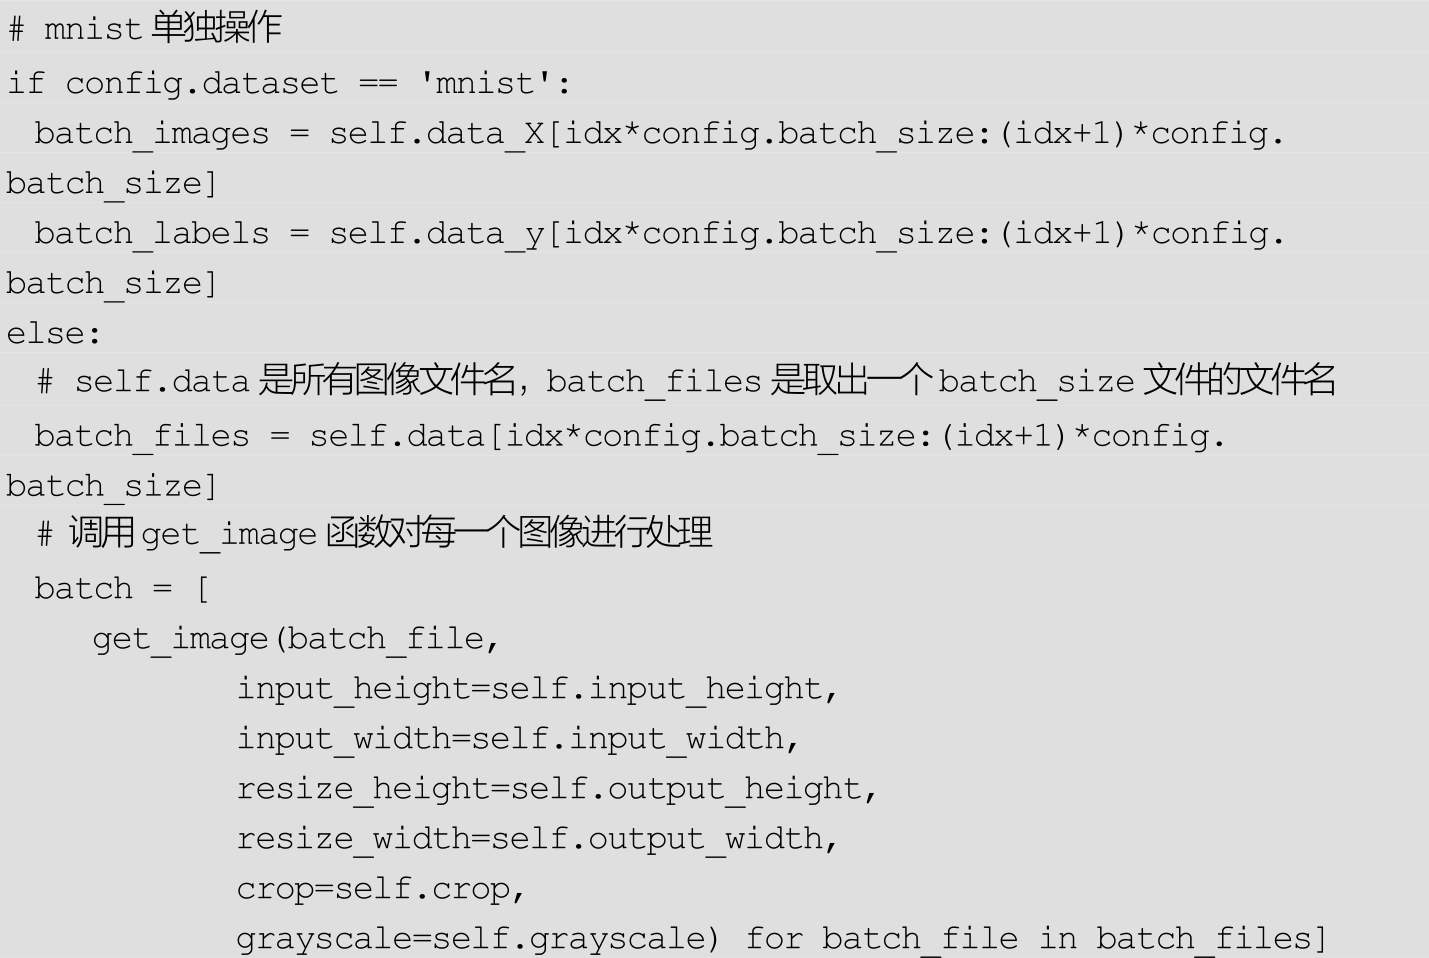 # mnist 单独操作
if config.dataset == 'mnist':
 batch_images = self.data_X[idx*config.batch_size:(idx+1)*config.
batch_size]
 batch_labels = self.data_y[idx*config.batch_size:(idx+1)*config.
batch_size]
else:
 # self.data 是所有图像文件名，batch_files 是取出一个 batch_size 文件的文件名
 batch_files = self.data[idx*config.batch_size:(idx+1)*config.
batch_size]
 # 调用 get_image 函数对每一个图像进行处理
 batch = [
    get_image(batch_file,
            input_height=self.input_height,
            input_width=self.input_width,
            resize_height=self.output_height,
            resize_width=self.output_width,
            crop=self.crop,
            grayscale=self.grayscale) for batch_file in batch_files]